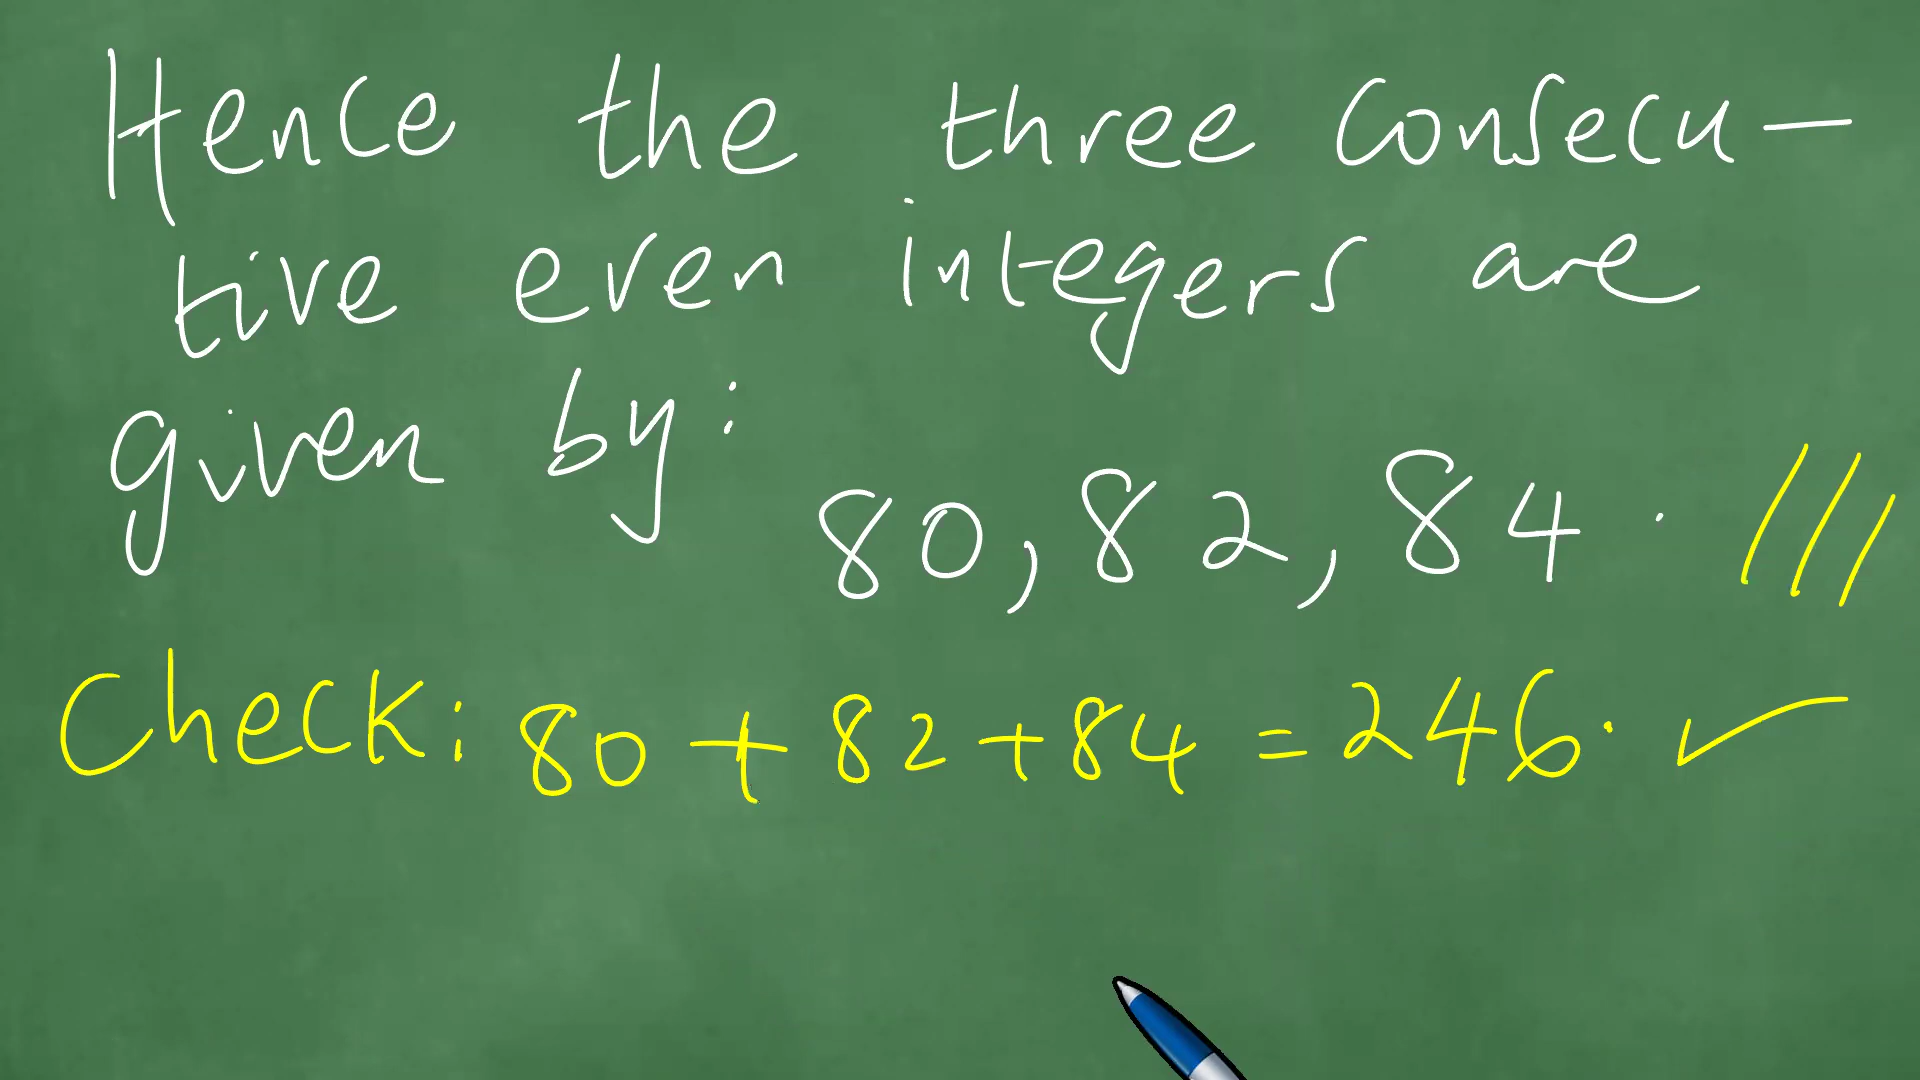 Hence the three consecu-
tive even integers are
given by:
80, 82, 84.
Check: 80 + 82 + 84 = 246. ✓